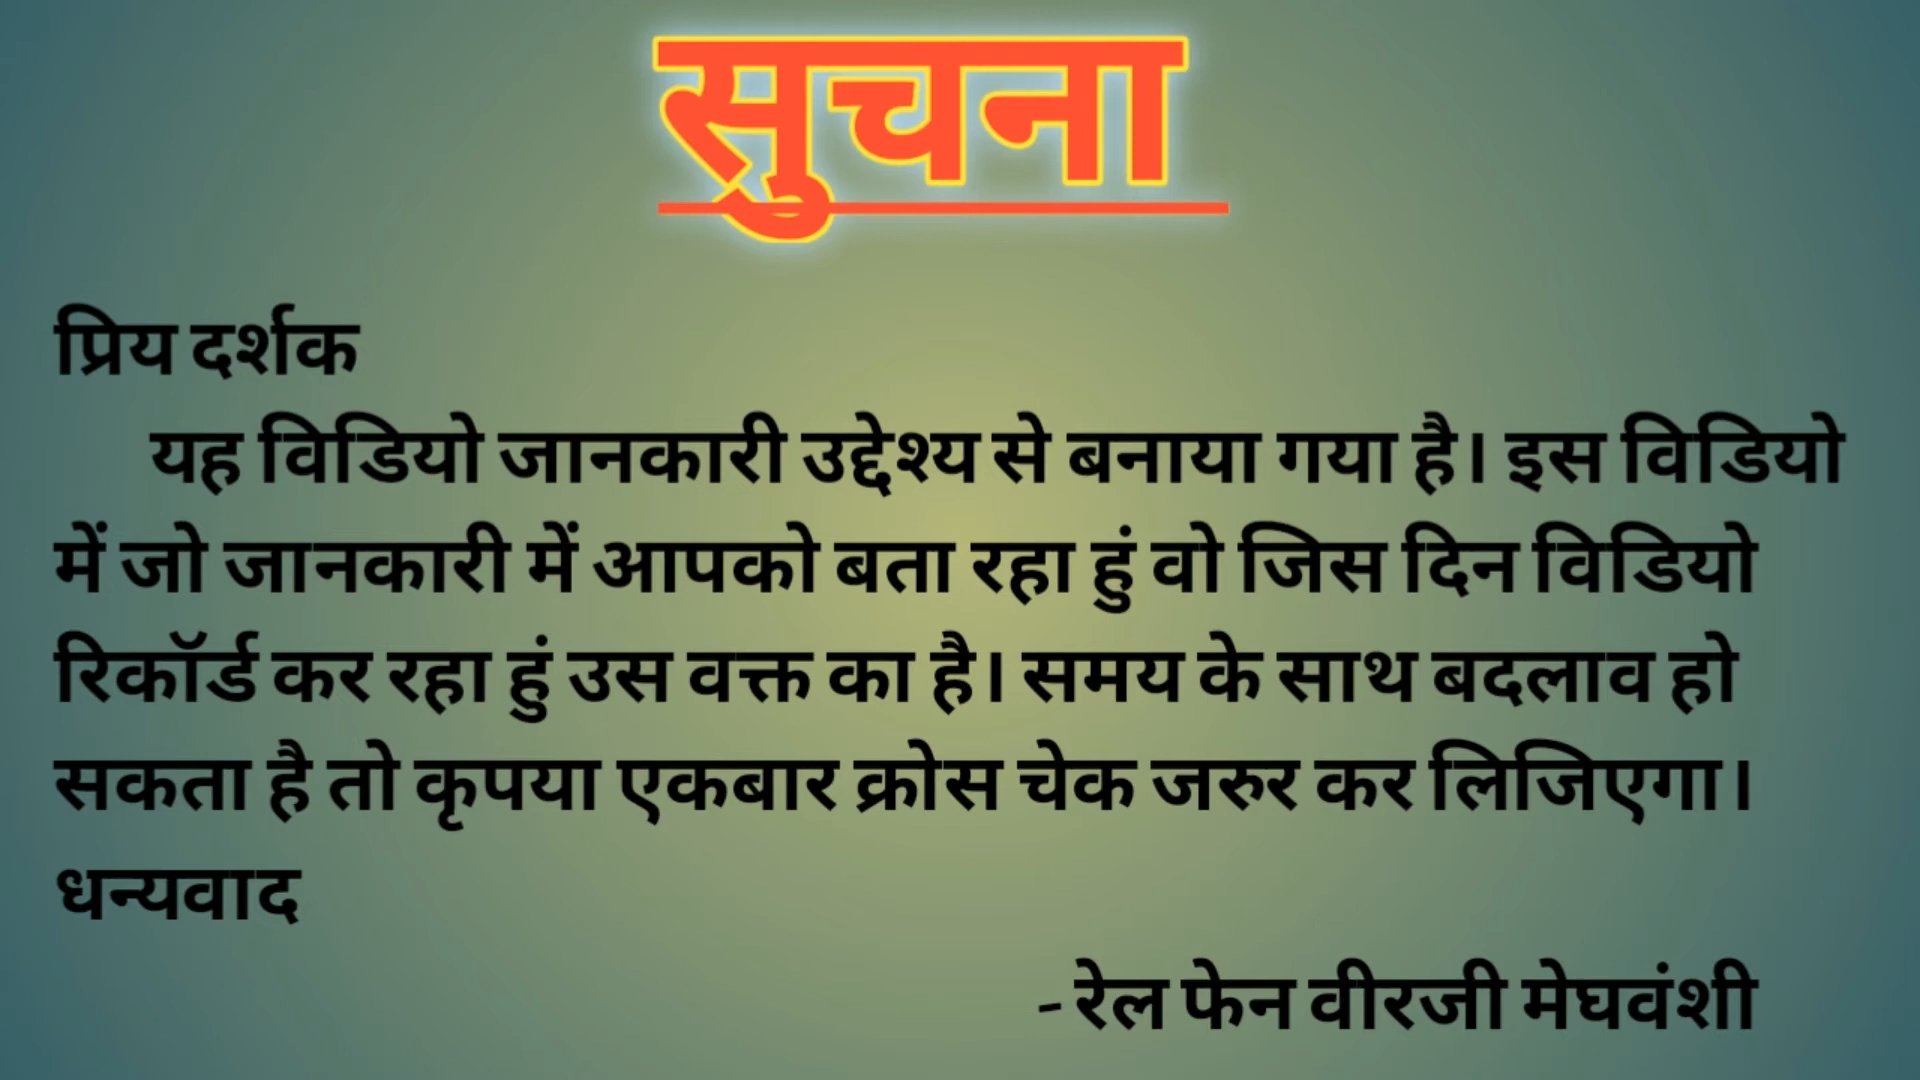 सुचना
प्रिय दर्शक
यह विडियो जानकारी उद्देश्य से बनाया गया है। इस विडियो
में जो जानकारी में आपको बता रहा हुं वो जिस दिन विडियो
रिकॉर्ड कर रहा हुं उस वक्त का है। समय के साथ बदलाव हो
सकता है तो कृपया एकबार क्रोस चेक जरुर कर लिजिएगा।
धन्यवाद
- रेल फेन वीरजी मेघवंशी